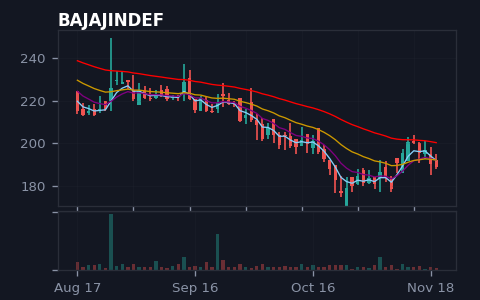 BAJAJINDEF
240
220
200
180
Aug 17
Sep 16
Oct 16
Nov 18